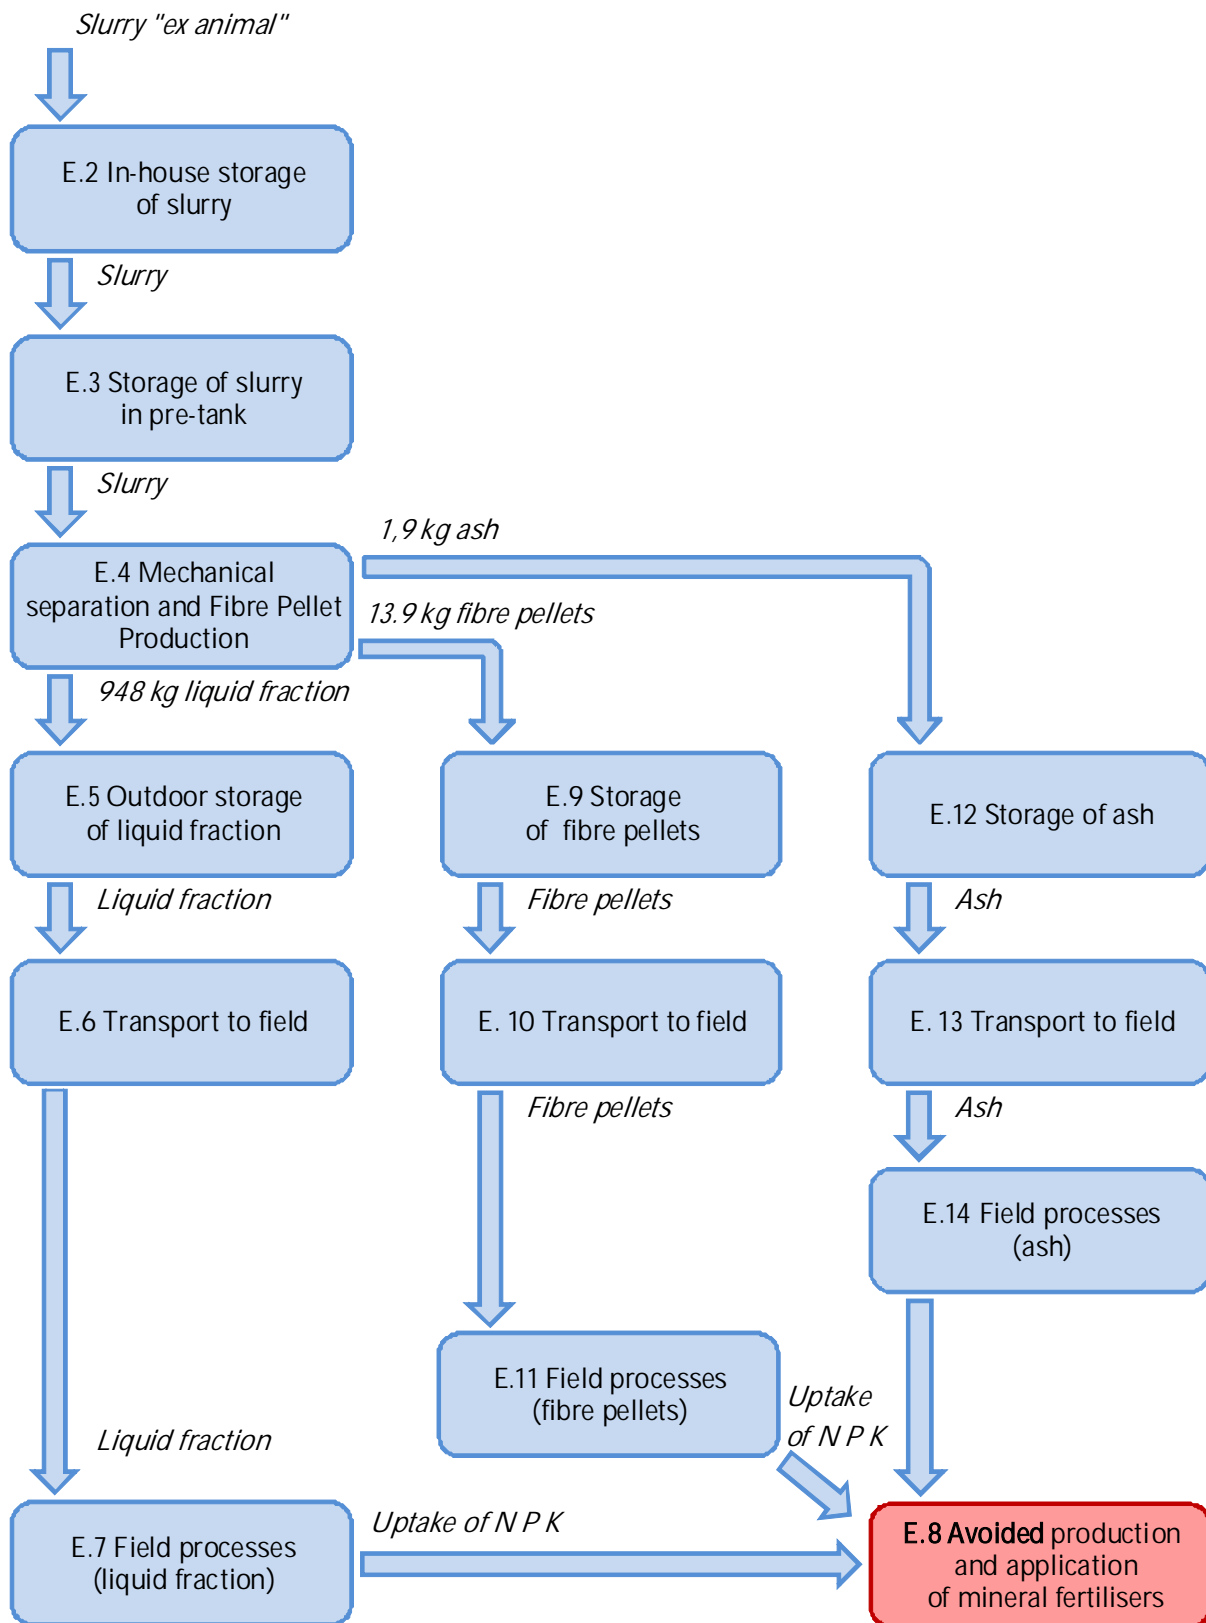 Slurry "ex animal"
E.2 In-house storage
of slurry
Slurry
E.3 Storage of slurry
in pre-tank
Slurry
1,9 kg ash
E.4 Mechanical
separation and Fibre Pellet
Production
13.9 kg fibre pellets
948 kg liquid fraction
E.5 Outdoor storage
of liquid fraction
E.9 Storage
of fibre pellets
E.12 Storage of ash
Liquid fraction
Fibre pellets
Ash
E.6 Transport to field
E. 10 Transport to field
E. 13 Transport to field
Fibre pellets
Ash
E.14 Field processes
(ash)
E.11 Field processes
(fibre pellets)
Uptake
of N P K
Liquid fraction
E.7 Field processes
(liquid fraction)
Uptake of N P K
E.8 Avoided production
and application
of mineral fertilisers